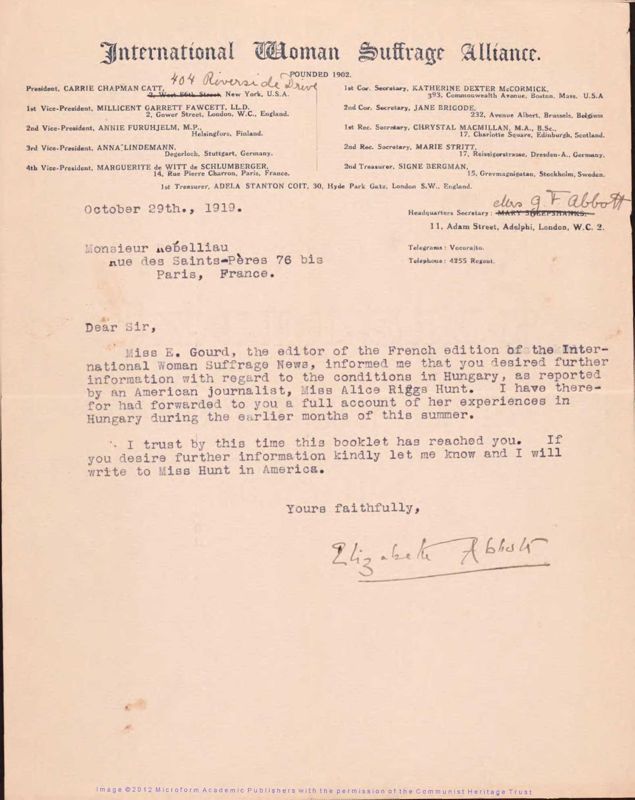 International Woman Suffrage Alliance.
FOUNDED 1902.
404 Riverside Drive
President, CARRIE CHAPMAN CATT,
2, West 86th Street, New York, U.S.A.
1st Vice-President, MILLICENT GARRETT FAWCETT, LL.D.
2, Gower Street, London, W.C., England.
2nd Vice-President, ANNIE FURUHJELM, M.P.,
Helsingfors, Finland.
3rd Vice-President, ANNA LINDEMANN,
Degerloch, Stuttgart, Germany.
4th Vice-President, MARGUERITE de WITT de SCHLUMBERGER,
14, Rue Pierre Charron, Paris, France.
1st Cor. Secretary, KATHERINE DEXTER McCORMICK,
393, Commonwealth Avenue, Boston, Mass. U.S.A
2nd Cor. Secretary, JANE BRIGODE,
232, Avenue Albert, Brussels, Belgium
1st Rec. Secretary, CHRYSTAL MACMILLAN, M.A., B.Sc.,
17, Charlotte Square, Edinburgh, Scotland.
2nd Rec. Secretary, MARIE STRITT,
17, Reissigerstrasse, Dresden-A., Germany.
2nd Treasurer, SIGNE BERGMAN,
15, Grevmagnigatan, Stockholm, Sweden.
1st Treasurer, ADELA STANTON COIT, 30, Hyde Park Gate, London S.W., England.
October 29th., 1919.
Mrs G F Abbott
Headquarters Secretary: MARY SHEEPSHANKS.
11, Adam Street, Adelphi, London, W.C. 2.
Telegrams: Vocorajto.
Telephone: 4255 Regent.
Monsieur Rebelliau
Rue des Saints-Pères 76 bis
Paris, France.
Dear Sir,
Miss E. Gourd, the editor of the French edition of the Inter-
national Woman Suffrage News, informed me that you desired further
information with regard to the conditions in Hungary, as reported
by an American journalist, Miss Alice Riggs Hunt. I have there-
for had forwarded to you a full account of her experiences in
Hungary during the earlier months of this summer.
I trust by this time this booklet has reached you. If
you desire further information kindly let me know and I will
write to Miss Hunt in America.
Yours faithfully,
Elizabeth Abbott
Image ©2012 Microform Academic Publishers with the permission of the Communist Heritage Trust